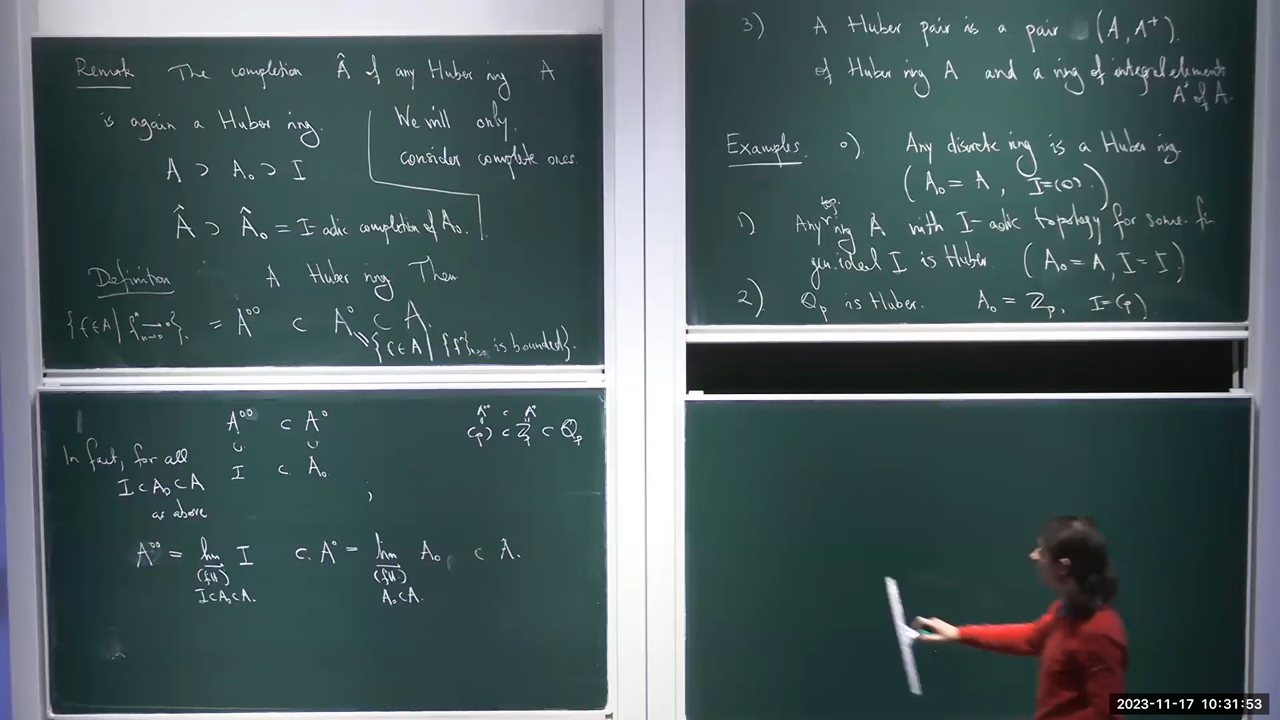 Remark The completion Â of any Huber ring A
is again a Huber ring.
We will only
consider complete ones.
A ⊃ A₀ ⊃ I
Â ⊃ Â₀ = I-adic completion of A₀.
Definition A Huber ring Then
{f∈A | fⁿ → 0 n→∞} = A°° ⊂ A° ⊂ A.
{f∈A | {fⁿ}n≥0 is bounded}.
A°° ⊂ A°
∪ ∪
I ⊂ A₀
In fact, for all
I⊂A₀⊂A
as above
A°° ⊂ A°
(p) ⊂ ℤp ⊂ ℚp
A°° = lim→ I ⊂ A° = lim→ A₀ ⊂ A.
(fil.) (fil.)
I⊂A₀⊂A. A₀⊂A.
3) A Huber pair is a pair (A, A⁺)
of Huber ring A and a ring of integral elements
A⁺ of A.
Examples. 0). Any discrete ring is a Huber ring
(A₀ = A, I=(0))
1) Any top. ring A with I-adic topology for some fin
gen. ideal I is Huber. (A₀ = A, I = I)
2). ℚp is Huber. A₀ = ℤp, I=(p)
2023-11-17 10:31:53